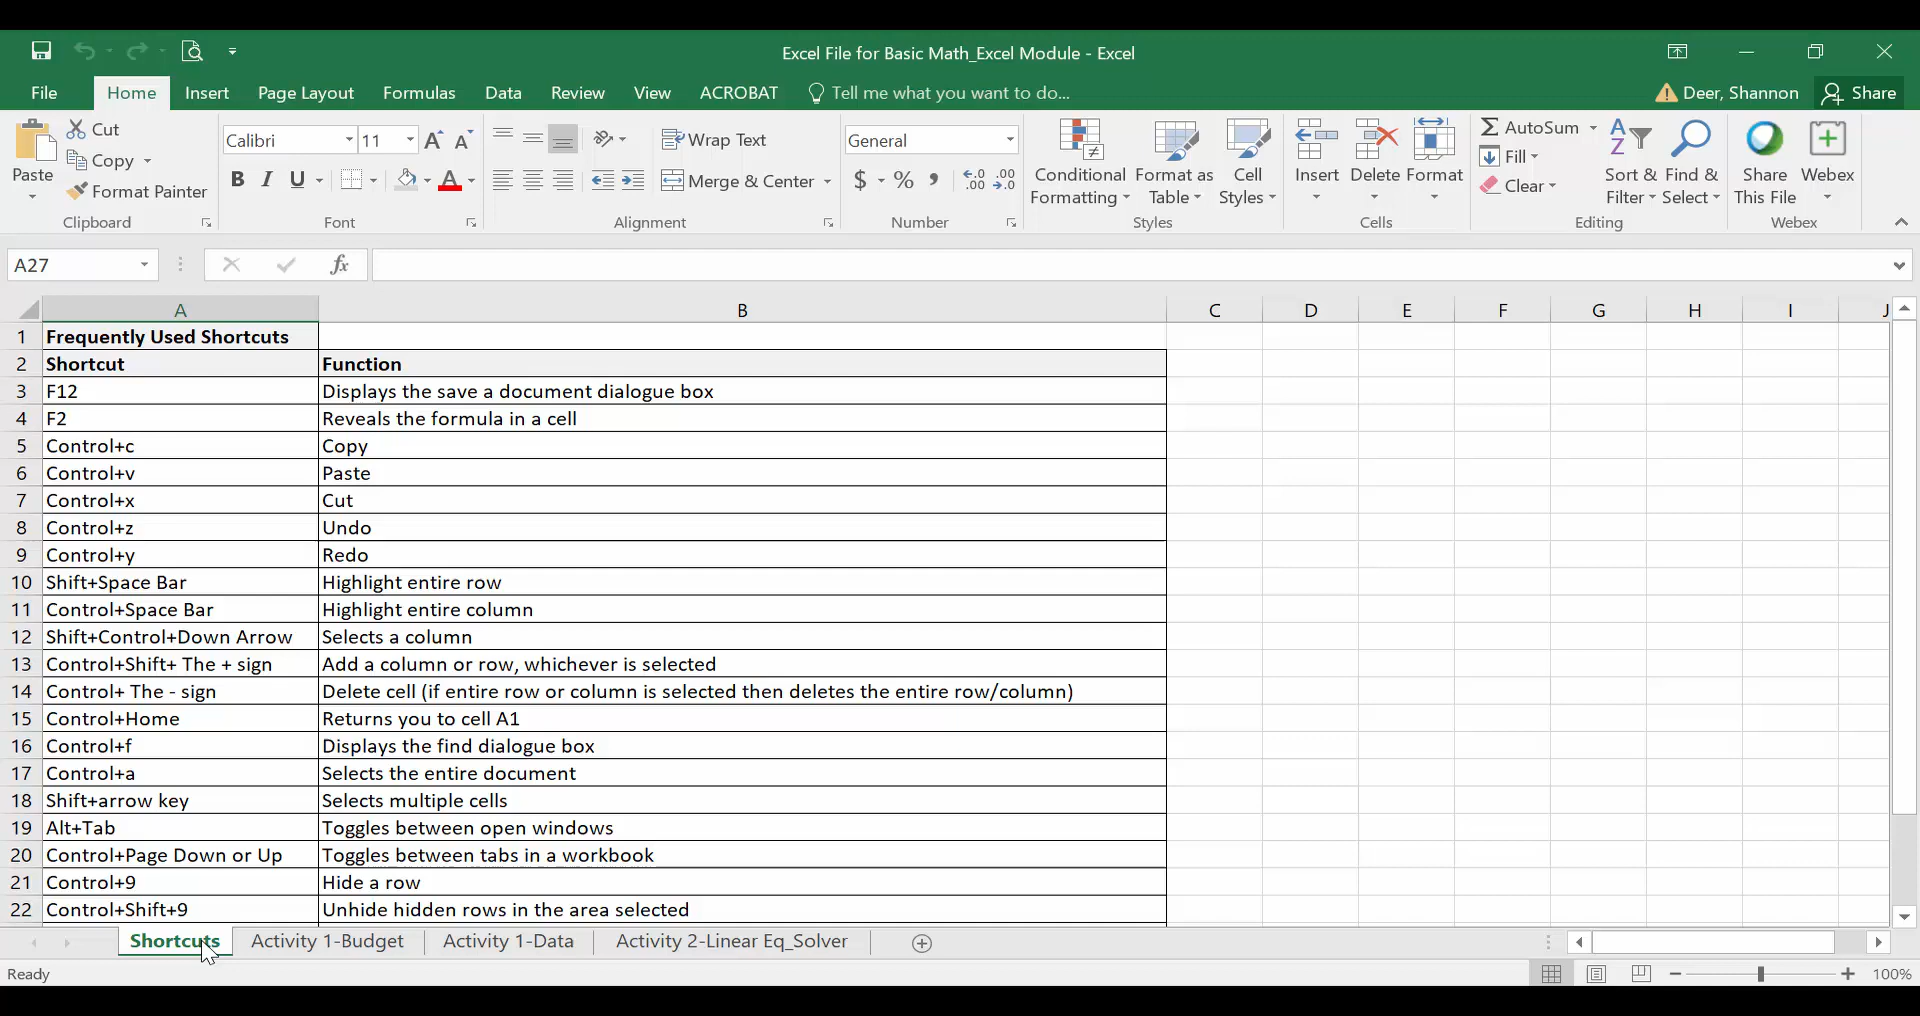 Excel File for Basic Math_Excel Module - Excel
File Home Insert Page Layout Formulas Data Review View ACROBAT Tell me what you want to do... Deer, Shannon Share
Paste Cut Copy Format Painter Clipboard
Calibri 11 A A B I U A Font
Wrap Text Merge & Center Alignment
General $ % , .00 .00 Number
Conditional Formatting Format as Table Cell Styles Styles
Insert Delete Format Cells
AutoSum Fill Clear Sort & Filter Find & Select Editing
Share This File Webex Webex
A27 fx
A B C D E F G H I J
1 Frequently Used Shortcuts
2 Shortcut Function
3 F12 Displays the save a document dialogue box
4 F2 Reveals the formula in a cell
5 Control+c Copy
6 Control+v Paste
7 Control+x Cut
8 Control+z Undo
9 Control+y Redo
10 Shift+Space Bar Highlight entire row
11 Control+Space Bar Highlight entire column
12 Shift+Control+Down Arrow Selects a column
13 Control+Shift+ The + sign Add a column or row, whichever is selected
14 Control+ The - sign Delete cell (if entire row or column is selected then deletes the entire row/column)
15 Control+Home Returns you to cell A1
16 Control+f Displays the find dialogue box
17 Control+a Selects the entire document
18 Shift+arrow key Selects multiple cells
19 Alt+Tab Toggles between open windows
20 Control+Page Down or Up Toggles between tabs in a workbook
21 Control+9 Hide a row
22 Control+Shift+9 Unhide hidden rows in the area selected
Shortcuts Activity 1-Budget Activity 1-Data Activity 2-Linear Eq_Solver
Ready 100%